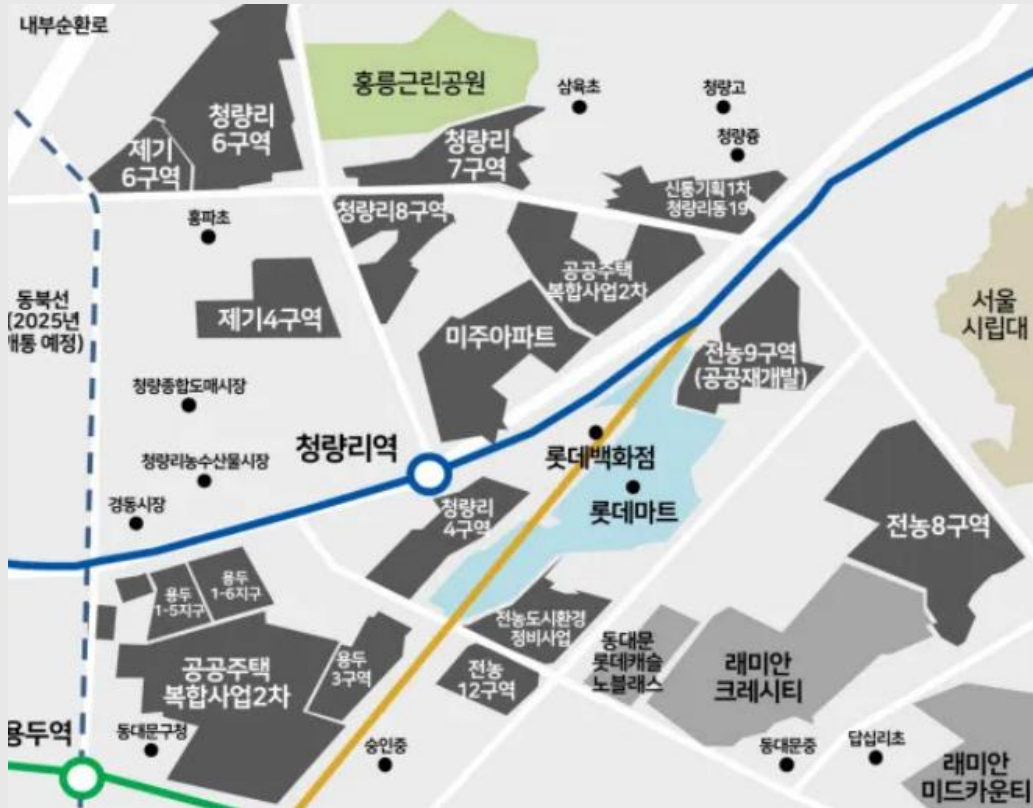 내부순환로
홍릉근린공원
삼육초
청량고
청량중
청량리
6구역
제기
6구역
청량리
7구역
신통기획 1차
청량리동 19
홍파초
청량리8구역
공공주택
복합사업2차
서울
시립대
동북선
(2025년
개통 예정)
제기4구역
미주아파트
전농9구역
(공공재개발)
청량종합도매시장
청량리역
롯데백화점
청량리농수산물시장
롯데마트
경동시장
청량리
4구역
전농8구역
용두
1-5지구
용두
1-6지구
전농도시환경
정비사업
동대문
롯데캐슬
노블래스
래미안
크레시티
공공주택
복합사업2차
용두
3구역
전농
12구역
용두역
동대문구청
숭인중
동대문중
답십리초
래미안
미드카운티